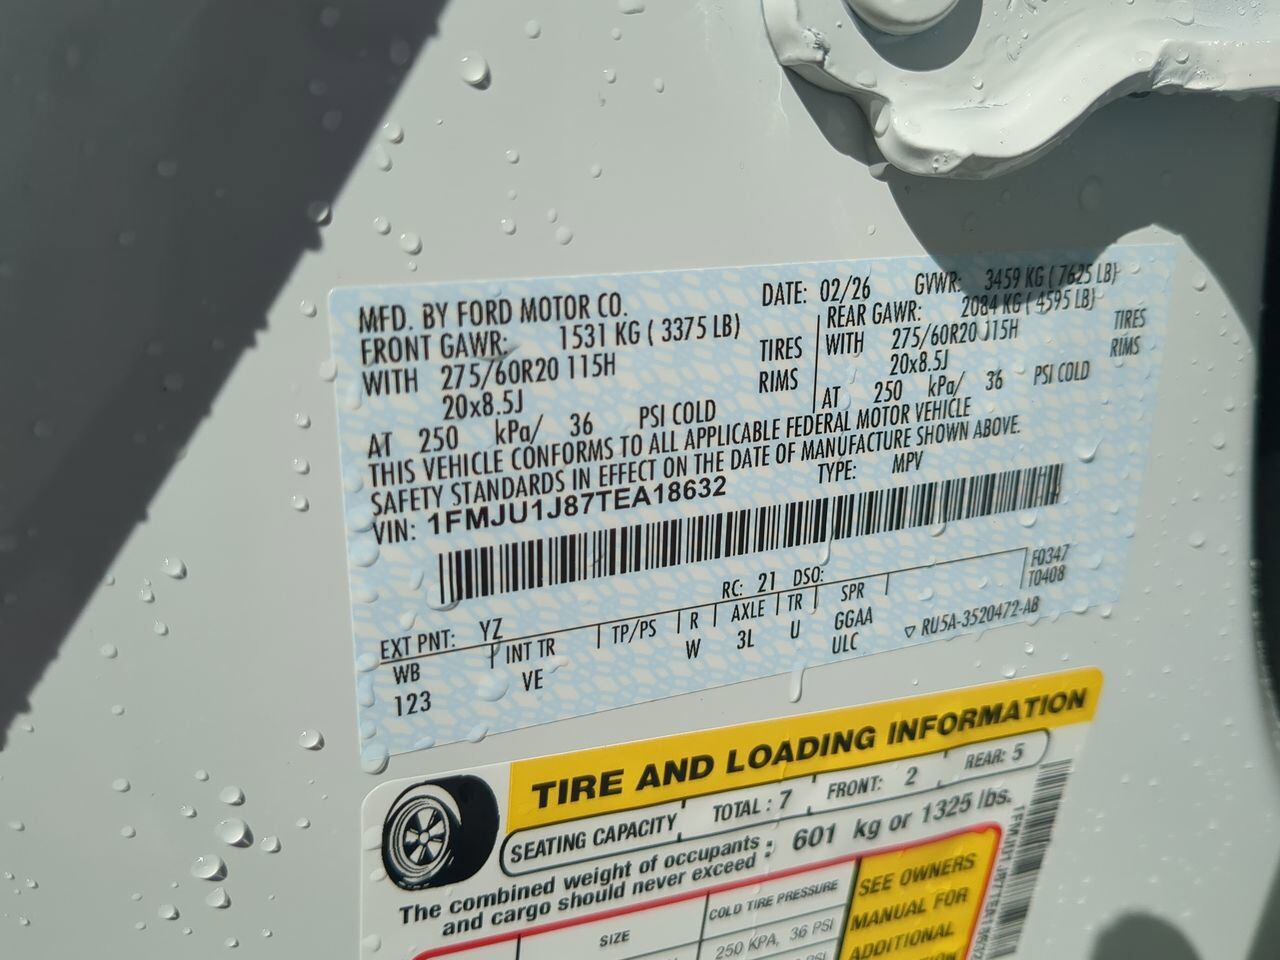 MFD. BY FORD MOTOR CO. DATE: 02/26 GVWR: 3459 KG ( 7625 LB)
FRONT GAWR: 1531 KG ( 3375 LB) REAR GAWR: 2084 KG ( 4595 LB)
WITH 275/60R20 115H TIRES WITH 275/60R20 115H TIRES
20x8.5J RIMS 20x8.5J RIMS
AT 250 kPa/ 36 PSI COLD AT 250 kPa/ 36 PSI COLD
THIS VEHICLE CONFORMS TO ALL APPLICABLE FEDERAL MOTOR VEHICLE
SAFETY STANDARDS IN EFFECT ON THE DATE OF MANUFACTURE SHOWN ABOVE.
VIN: 1FMJU1J87TEA18632 TYPE: MPV
F0347
T0408
EXT PNT: YZ RC: 21 DSO:
WB INT TR TP/PS R AXLE TR SPR
123 VE W 3L U GGAA
ULC
▽ RU5A-3520472-AB
TIRE AND LOADING INFORMATION
SEATING CAPACITY TOTAL : 7 FRONT: 2 REAR: 5
The combined weight of occupants and cargo should never exceed : 601 kg or 1325 lbs.
SIZE COLD TIRE PRESSURE
250 KPA, 36 PSI
PSI
SEE OWNERS
MANUAL FOR
ADDITIONAL